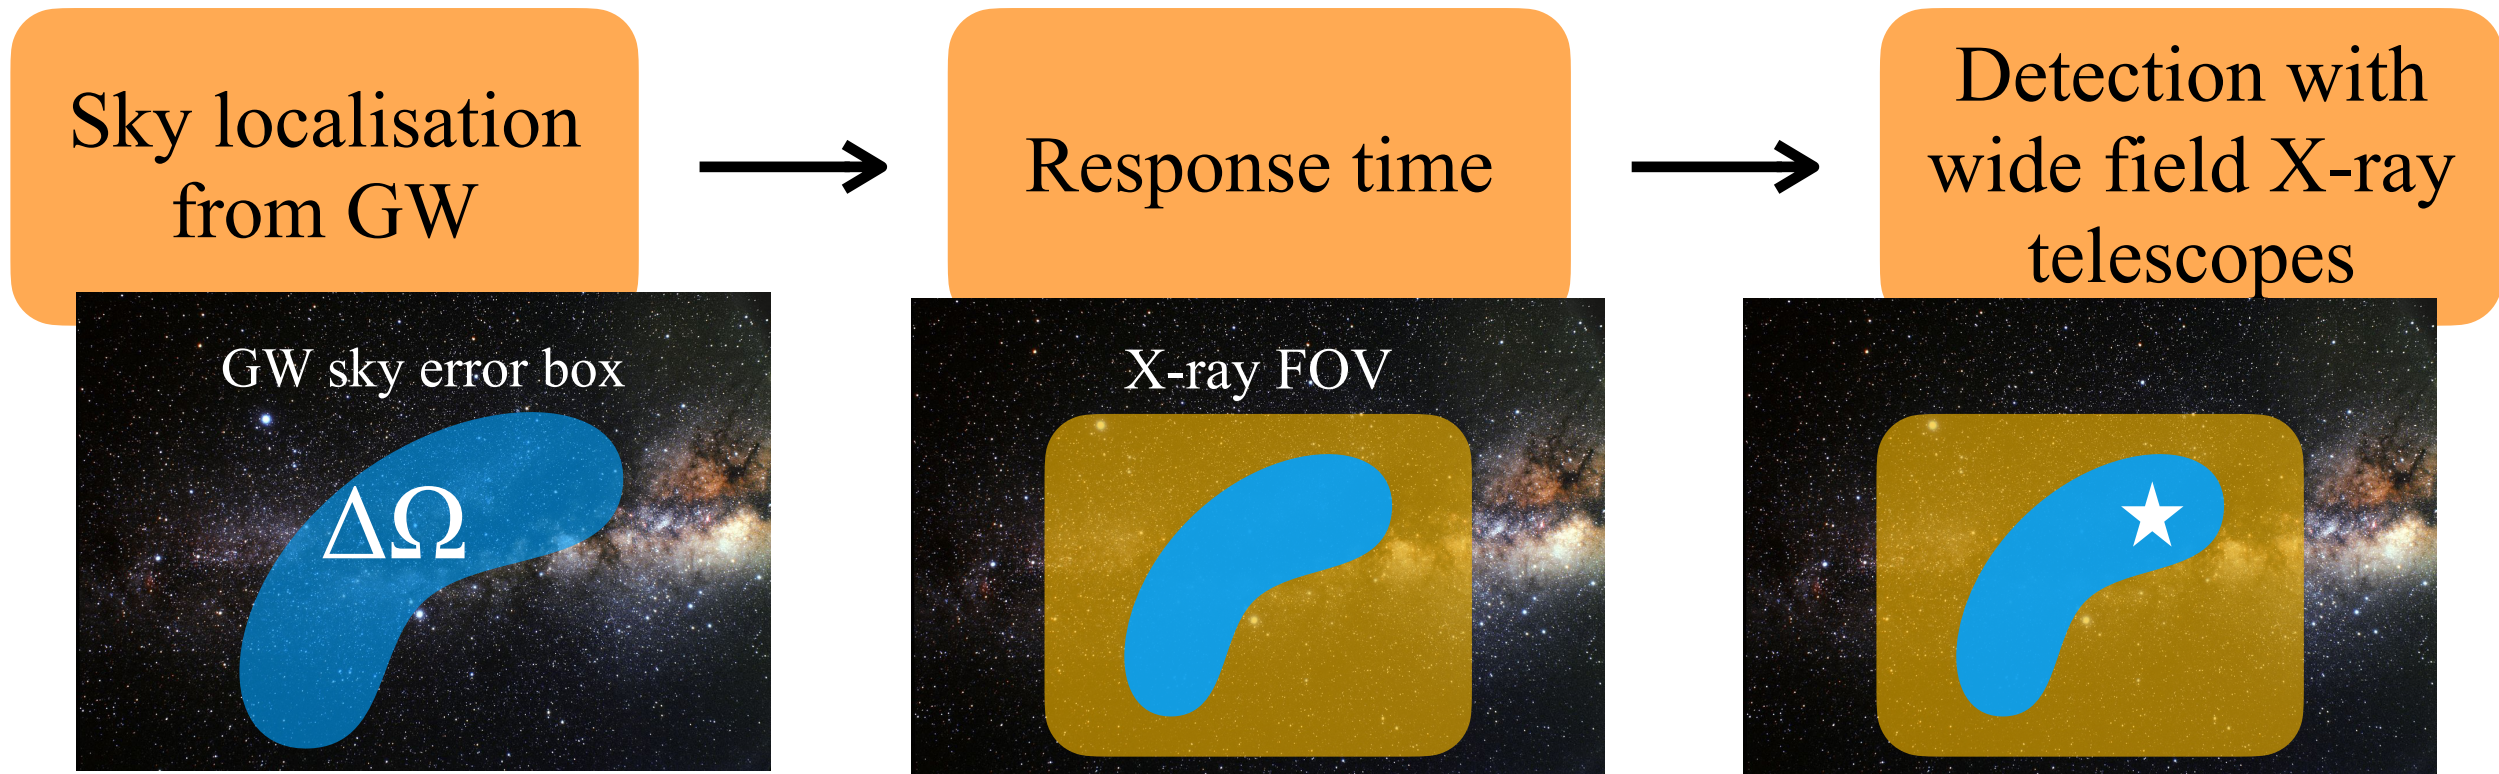 Sky localisation
from GW
Response time
Detection with
wide field X-ray
telescopes
GW sky error box
ΔΩ
X-ray FOV